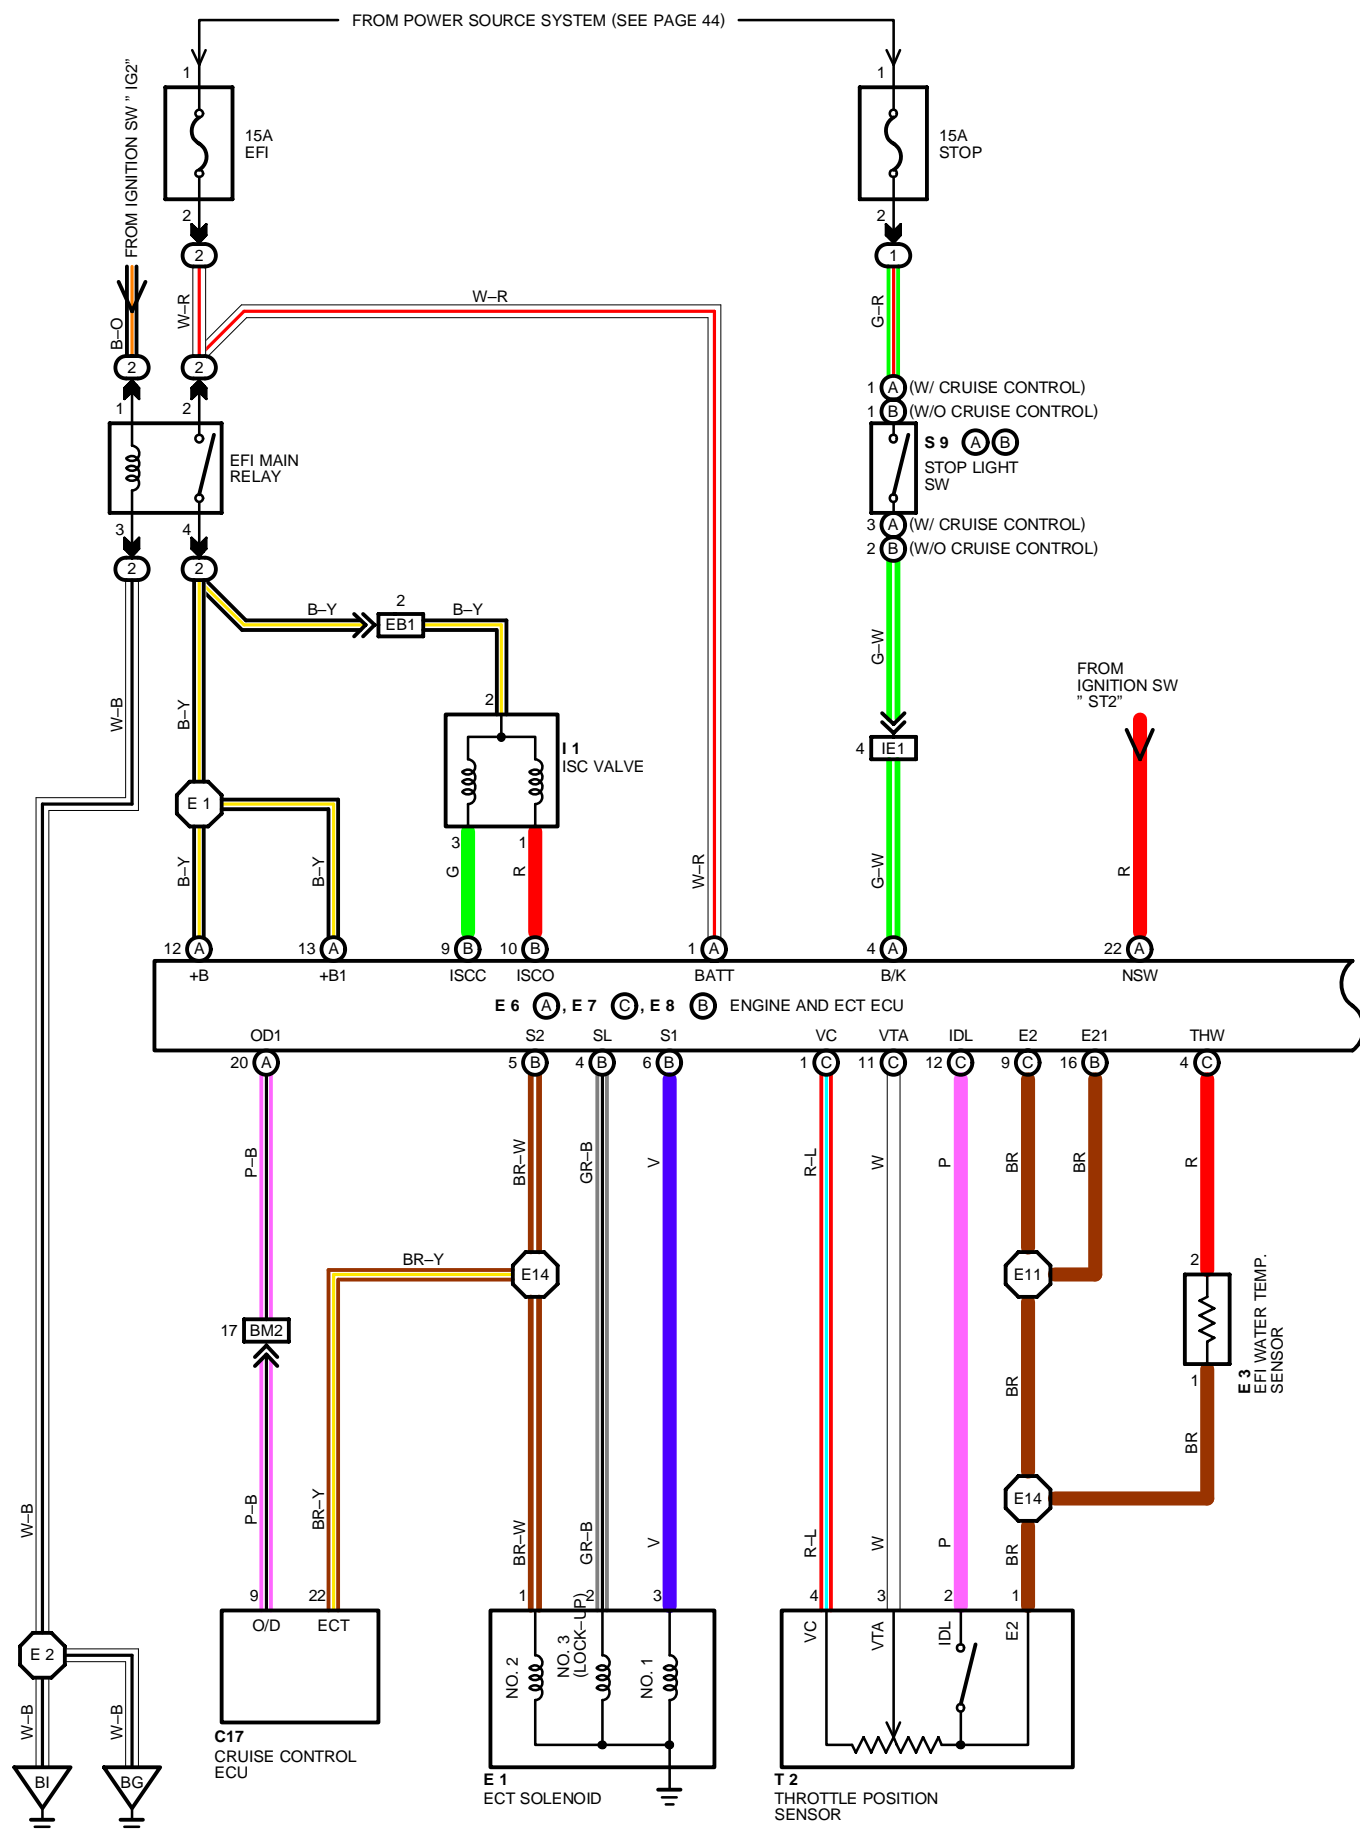 FROM POWER SOURCE SYSTEM (SEE PAGE 44)
FROM IGNITION SW " IG2"
1
1
15A
EFI
15A
STOP
2
2
2
1
W–R
B–O
W–R
G–R
2
2
1
2
1 A (W/ CRUISE CONTROL)
1 B (W/O CRUISE CONTROL)
EFI MAIN
RELAY
S 9 A B
STOP LIGHT
SW
3
4
3 A (W/ CRUISE CONTROL)
2 B (W/O CRUISE CONTROL)
2
2
B–Y
2
EB1
B–Y
G–W
W–B
B–Y
FROM
IGNITION SW
" ST2"
2
I 1
ISC VALVE
4 IE1
E 1
3
1
B–Y
B–Y
G
R
W–R
G–W
R
12 A
13 A
9 B
10 B
1 A
4 A
22 A
+B
+B1
ISCC
ISCO
BATT
B/K
NSW
E 6 A , E 7 C , E 8 B ENGINE AND ECT ECU
OD1
S2
SL
S1
VC
VTA
IDL
E2
E21
THW
20 A
5 B
4 B
6 B
1 C
11 C
12 C
9 C
16 B
4 C
P–B
BR–W
GR–B
V
R–L
W
P
BR
BR
R
BR–Y
E14
E11
2
17 BM2
E 3
EFI WATER TEMP.
SENSOR
1
BR
BR
E14
W–B
P–B
BR–Y
BR–W
GR–B
V
R–L
W
P
BR
9
22
1
2
3
4
3
2
1
O/D
ECT
NO. 2
NO. 3
(LOCK–UP)
NO. 1
VC
VTA
IDL
E2
E 2
W–B
W–B
C17
CRUISE CONTROL
ECU
BI
BG
E 1
ECT SOLENOID
T 2
THROTTLE POSITION
SENSOR